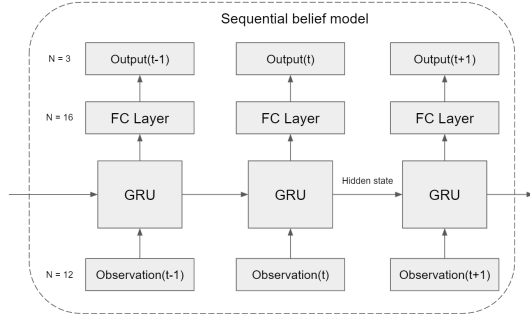 Sequential belief model
N = 3
Output(t-1)
Output(t)
Output(t+1)
N = 16
FC Layer
FC Layer
FC Layer
GRU
GRU
Hidden state
GRU
N = 12
Observation(t-1)
Observation(t)
Observation(t+1)